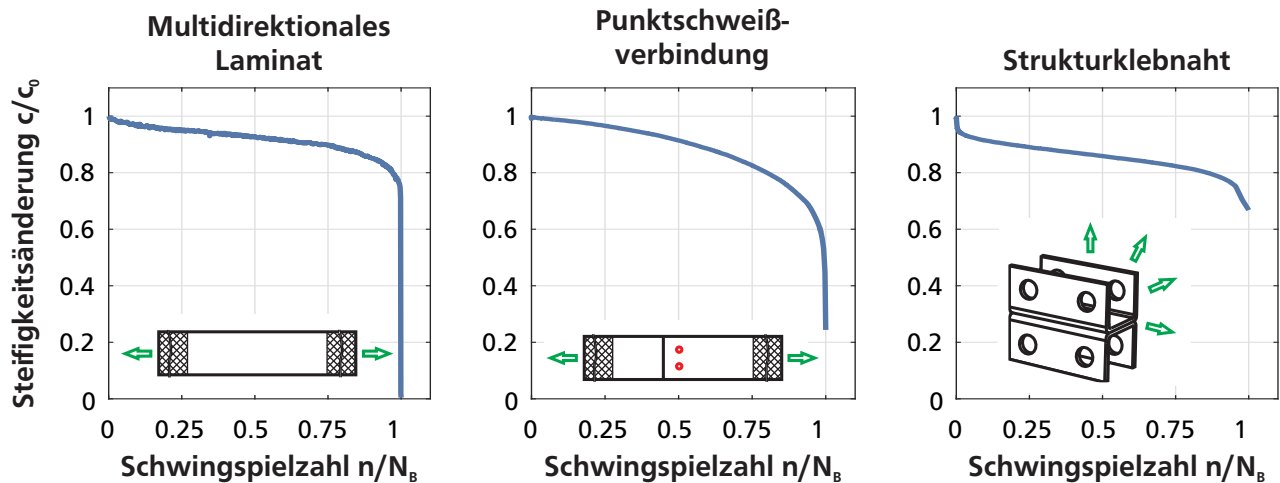 Multidirektionales
Laminat
Steifigkeitsänderung c/c₀
1
0.8
0.6
0.4
0.2
0
0 0.25 0.5 0.75 1
Schwingspielzahl n/N_B
Punktschweiß-
verbindung
1
0.8
0.6
0.4
0.2
0
0 0.25 0.5 0.75 1
Schwingspielzahl n/N_B
Strukturklebnaht
1
0.8
0.6
0.4
0.2
0
0 0.25 0.5 0.75 1
Schwingspielzahl n/N_B